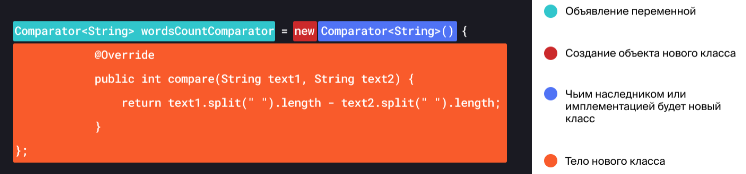 Comparator<String> wordsCountComparator = new Comparator<String>() {
@Override
public int compare(String text1, String text2) {
return text1.split(" ").length - text2.split(" ").length;
}
};
Объявление переменной
Создание объекта нового класса
Чьим наследником или
имплементацией будет новый
класс
Тело нового класса